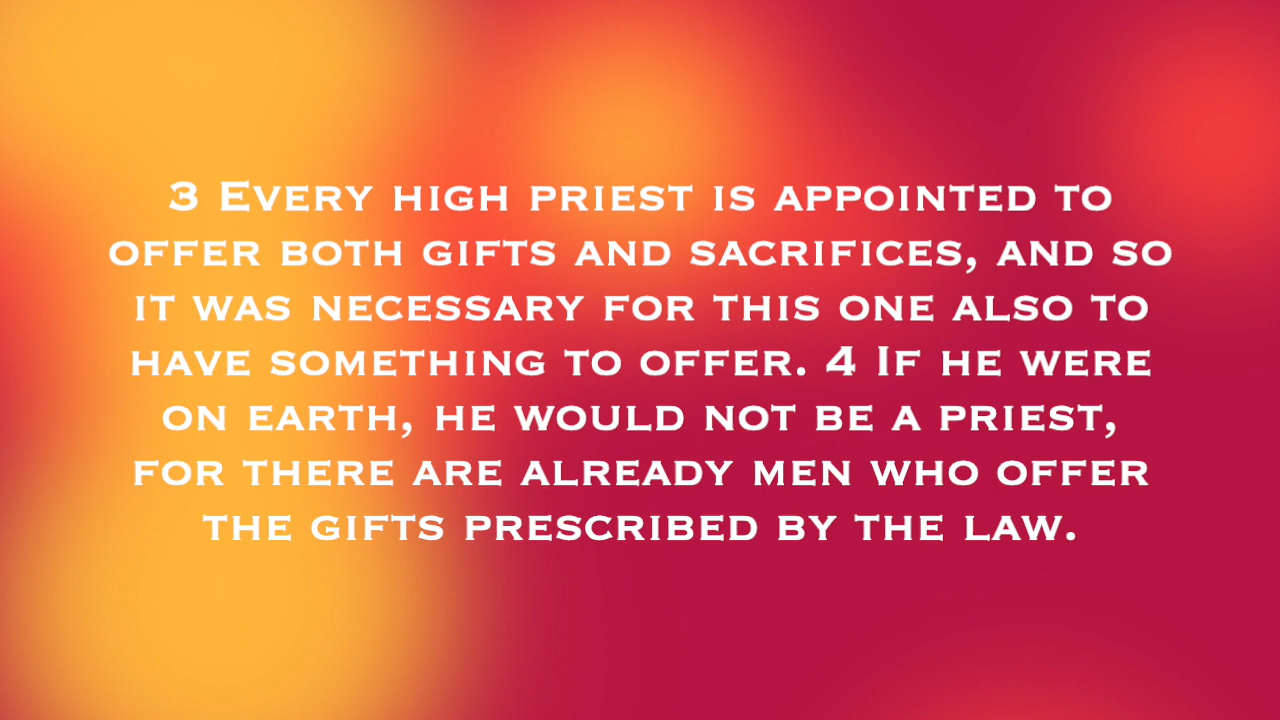 3 Every high priest is appointed to
offer both gifts and sacrifices, and so
it was necessary for this one also to
have something to offer. 4 If he were
on earth, he would not be a priest,
for there are already men who offer
the gifts prescribed by the law.